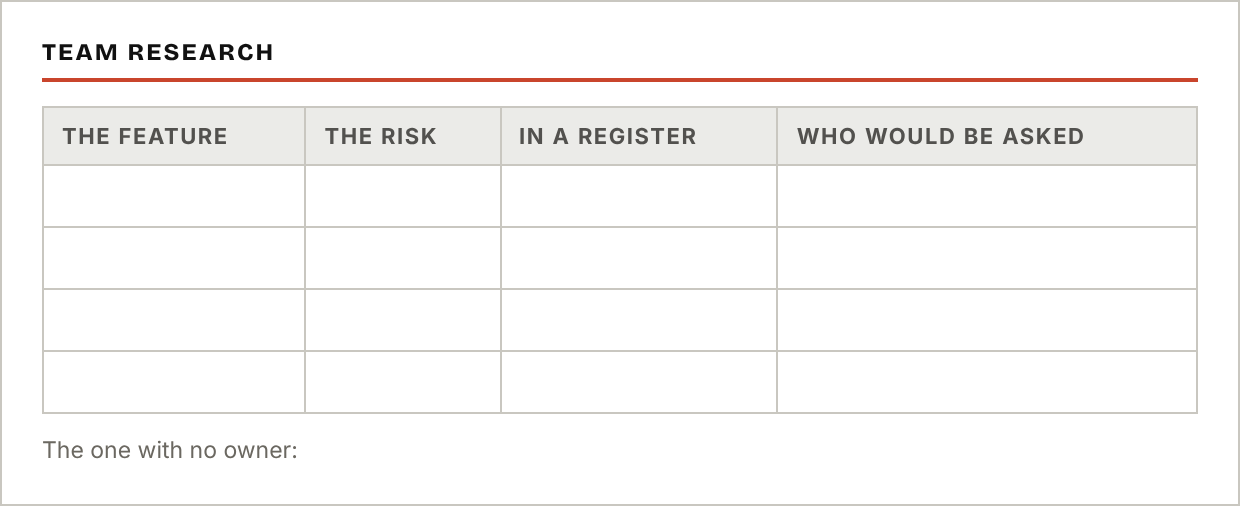 TEAM RESEARCH
THE FEATURE THE RISK IN A REGISTER WHO WOULD BE ASKED
The one with no owner: